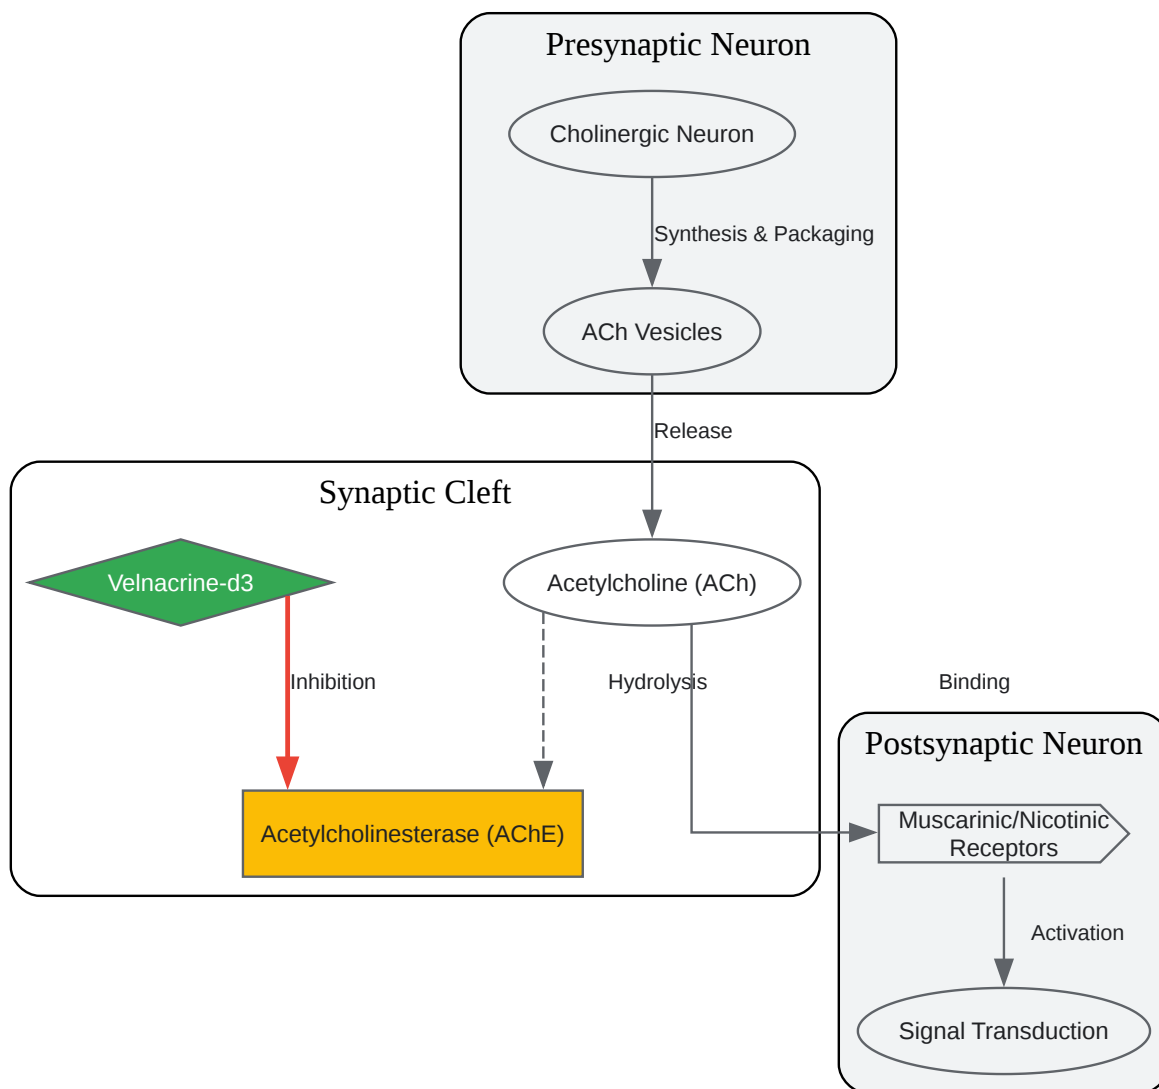 Presynaptic Neuron
Cholinergic Neuron
Synthesis & Packaging
ACh Vesicles
Release
Synaptic Cleft
Velnacrine-d3
Acetylcholine (ACh)
Inhibition
Hydrolysis
Binding
Postsynaptic Neuron
Acetylcholinesterase (AChE)
Muscarinic/Nicotinic
Receptors
Activation
Signal Transduction